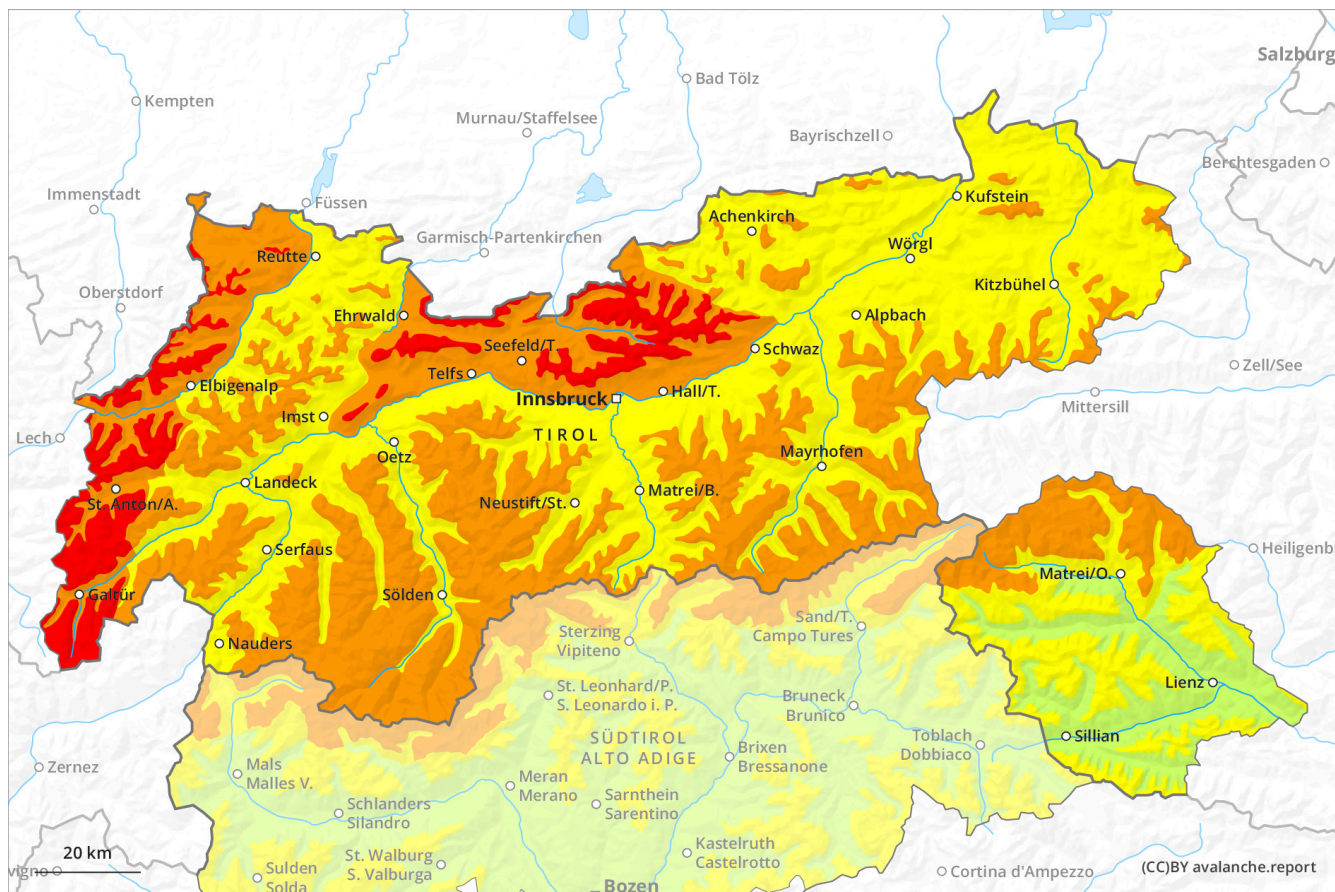 Salzburg
Bad Tölz
Kempten
Murnau/Staffelsee
Bayrischzell
Berchtesgaden
Immenstadt
Füssen
Kufstein
Achenkirch
Garmisch-Partenkirchen
Wörgl
Reutte
Kitzbühel
Oberstdorf
Ehrwald
Alpbach
Seefeld/T.
Schwaz
Zell/See
Telfs
Elbigenalp
Hall/T.
Innsbruck
Mittersill
Imst
TIROL
Lech
Oetz
Mayrhofen
Landeck
Matrei/B.
St. Anton/A.
Neustift/St.
Serfaus
Heiligenb
Matrei/O.
Galtür
Sölden
Sand/T.
Campo Tures
Sterzing
Vipiteno
Nauders
Lienz
St. Leonhard/P.
S. Leonardo i. P.
Bruneck
Brunico
SÜDTIROL
ALTO ADIGE
Sillian
Toblach
Dobbiaco
Brixen
Bressanone
Zernez
Mals
Malles V.
Meran
Merano
Sarnthein
Sarentino
Schlanders
Silandro
20 km
St. Walburg
S. Valburga
Kastelruth
Castelrotto
vigno
Sulden
Solda
Cortina d'Ampezzo
(CC)BY avalanche.report
Bozen